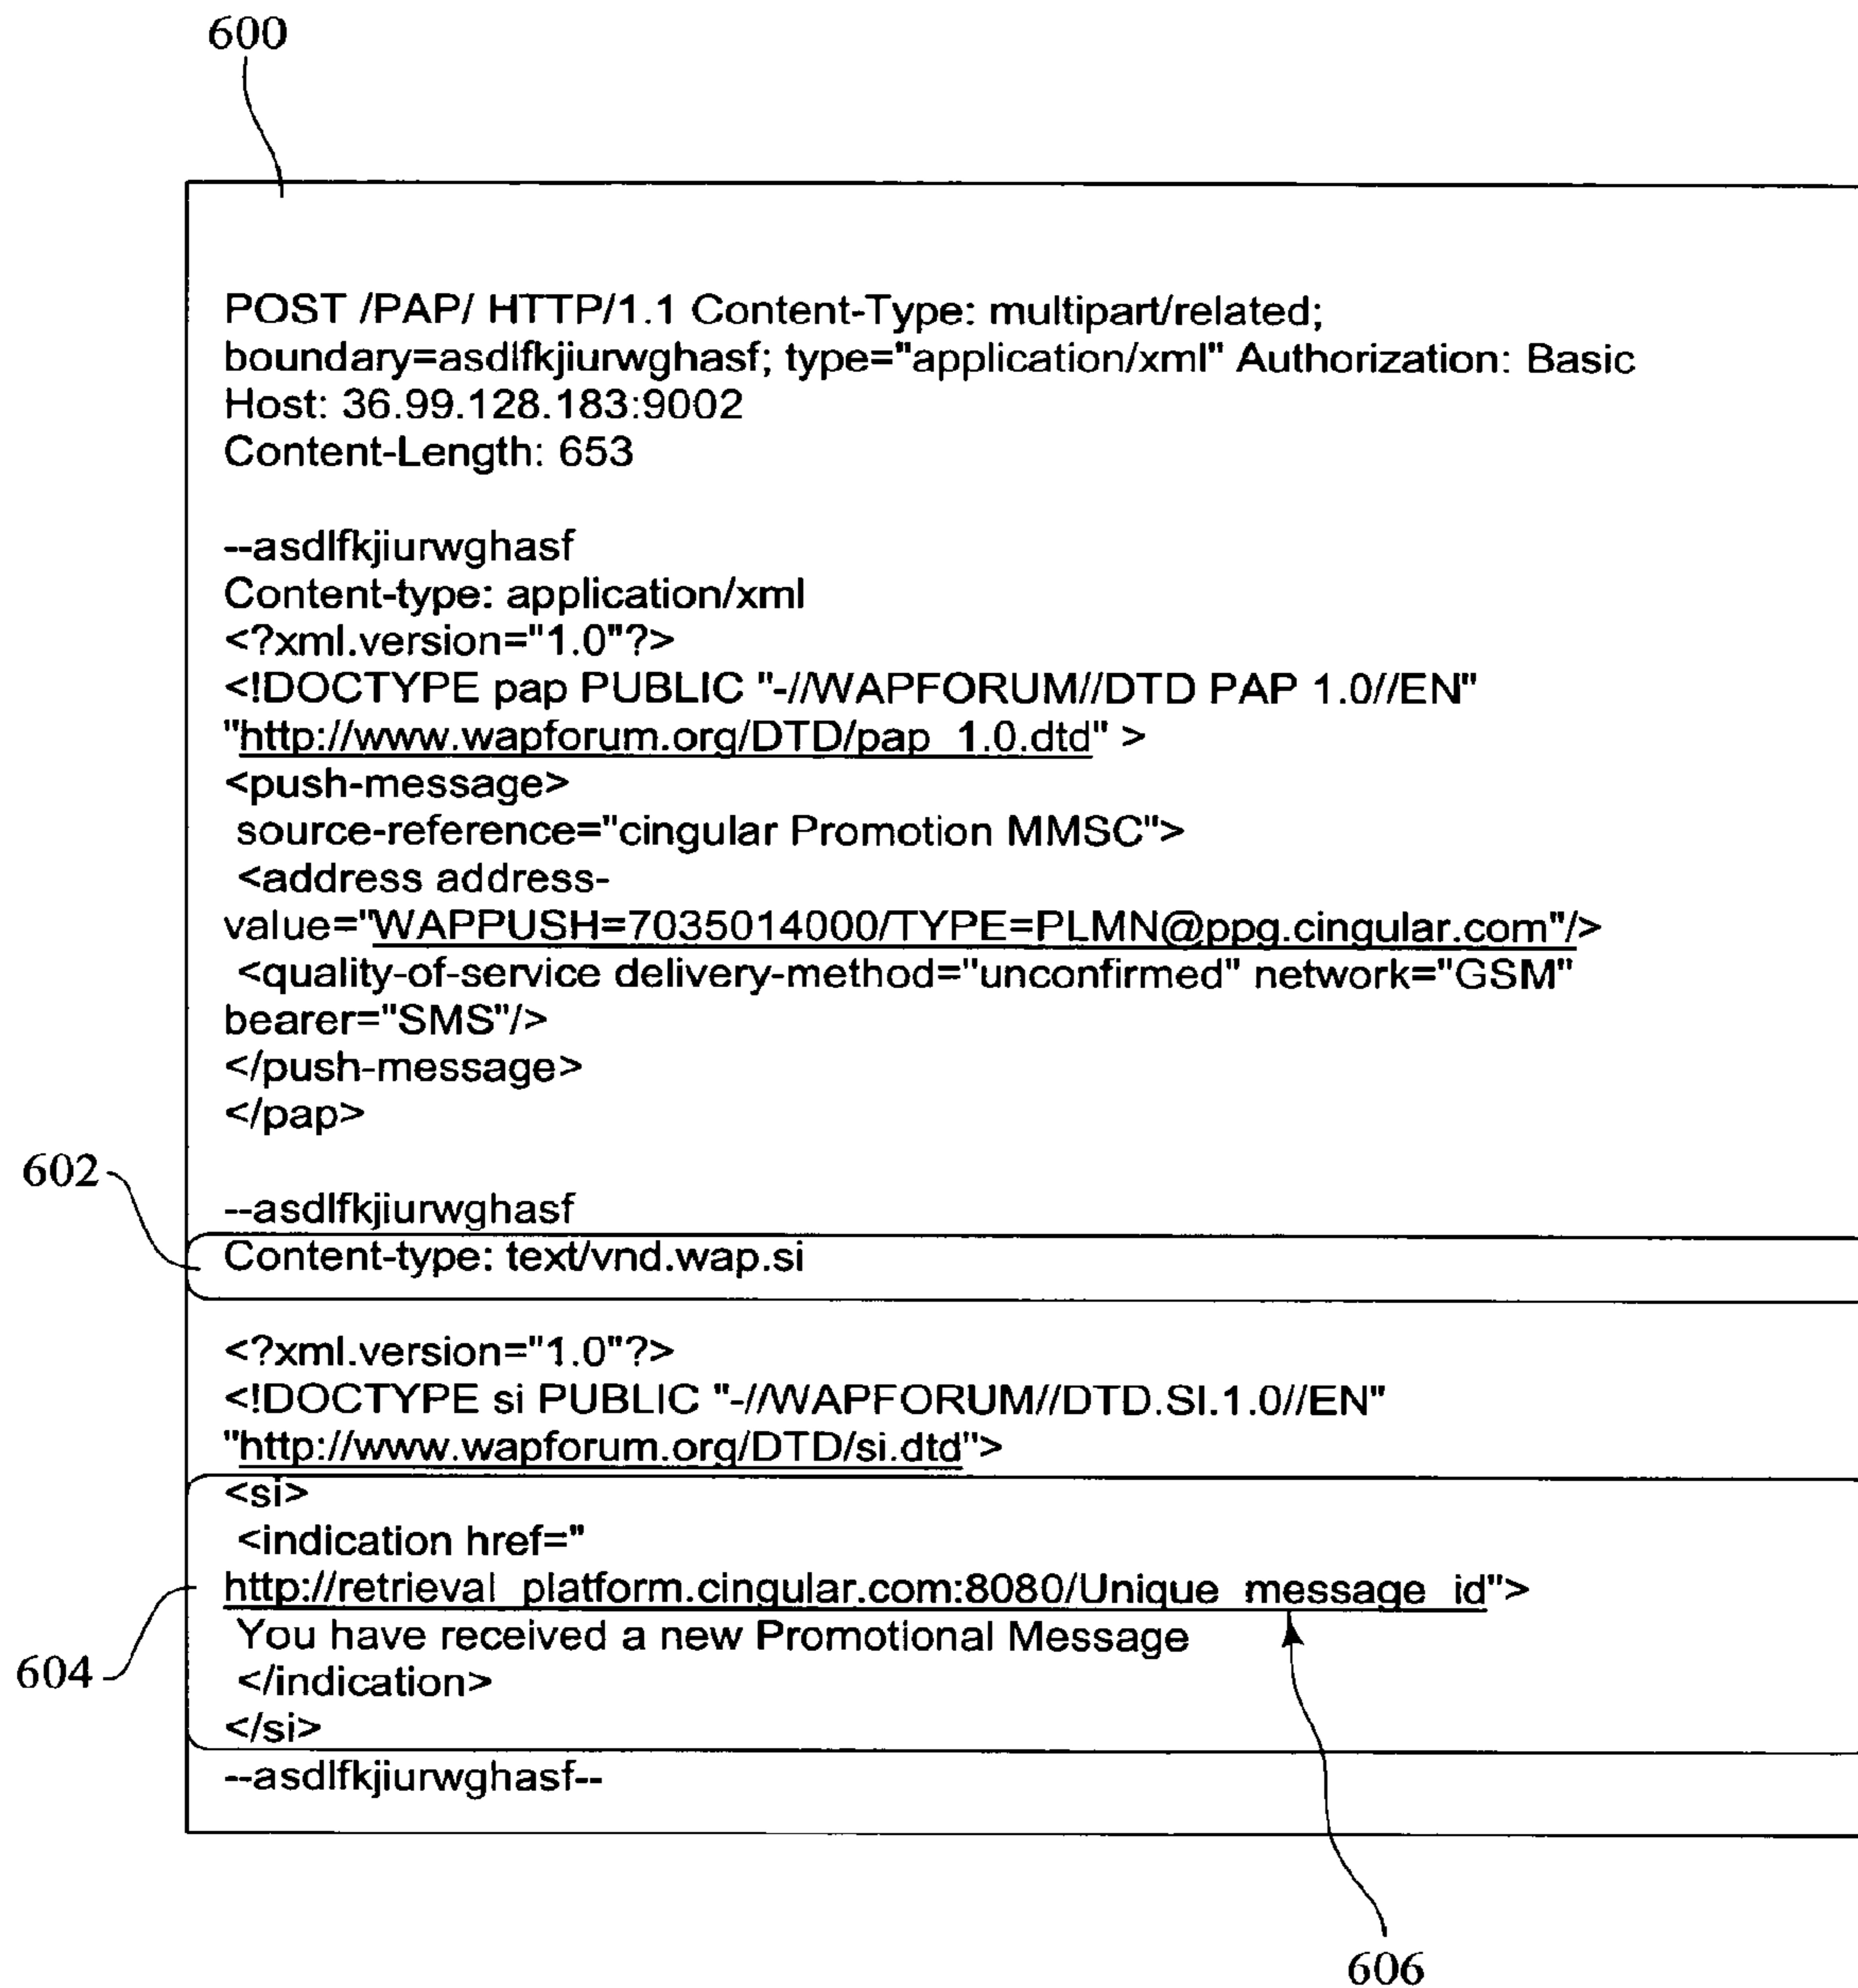 600
POST /PAP/ HTTP/1.1 Content-Type: multipart/related;
boundary=asdlfkjiurwghasf; type="application/xml" Authorization: Basic
Host: 36.99.128.183:9002
Content-Length: 653
--asdlfkjiurwghasf
Content-type: application/xml
<?xml.version="1.0"?>
<!DOCTYPE pap PUBLIC "-//WAPFORUM//DTD PAP 1.0//EN"
"http://www.wapforum.org/DTD/pap_1.0.dtd" >
<push-message>
source-reference="cingular Promotion MMSC">
<address address-
value="WAPPUSH=7035014000/TYPE=PLMN@ppg.cingular.com"/>
<quality-of-service delivery-method="unconfirmed" network="GSM"
bearer="SMS"/>
</push-message>
</pap>
602
--asdlfkjiurwghasf
Content-type: text/vnd.wap.si
<?xml.version="1.0"?>
<!DOCTYPE si PUBLIC "-//WAPFORUM//DTD.SI.1.0//EN"
"http://www.wapforum.org/DTD/si.dtd">
<si>
<indication href="
http://retrieval_platform.cingular.com:8080/Unique_message_id">
You have received a new Promotional Message
604
</indication>
</si>
--asdlfkjiurwghasf--
606